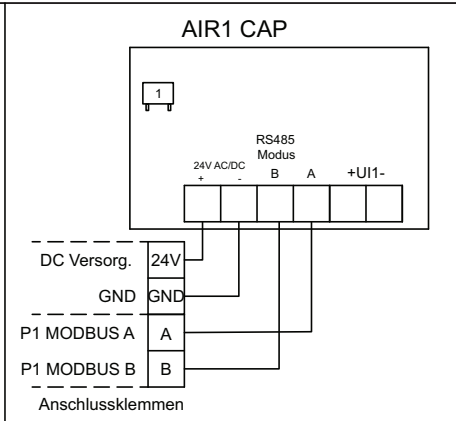 AIR1 CAP
1
RS485
Modus
24V AC/DC
+ - B A +UI1-
DC Versorg. 24V
GND GND
P1 MODBUS A A
P1 MODBUS B B
Anschlussklemmen